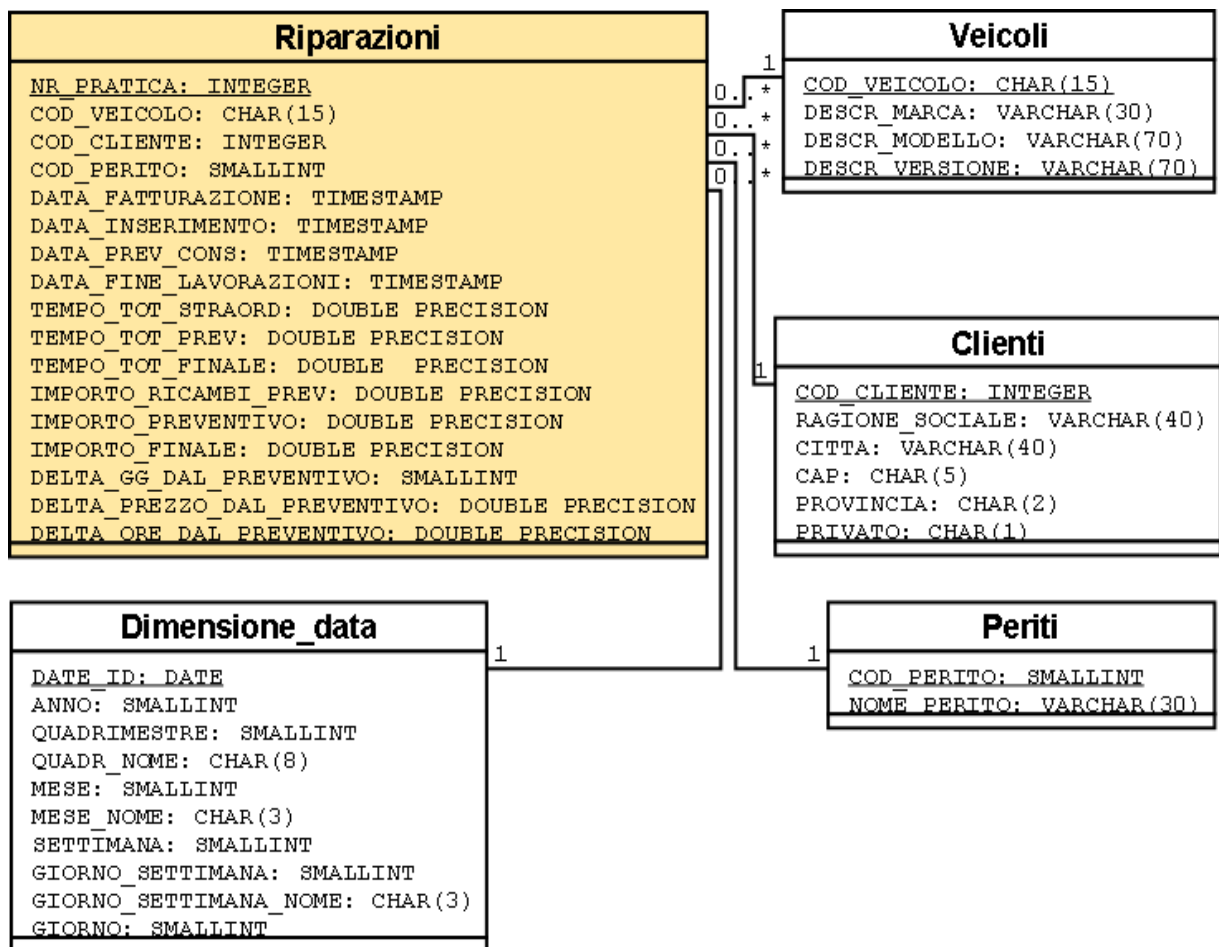 Riparazioni
NR_PRATICA: INTEGER
COD_VEICOLO: CHAR(15)
COD_CLIENTE: INTEGER
COD_PERITO: SMALLINT
DATA_FATTURAZIONE: TIMESTAMP
DATA_INSERIMENTO: TIMESTAMP
DATA_PREV_CONS: TIMESTAMP
DATA_FINE_LAVORAZIONI: TIMESTAMP
TEMPO_TOT_STRAORD: DOUBLE PRECISION
TEMPO_TOT_PREV: DOUBLE PRECISION
TEMPO_TOT_FINALE: DOUBLE PRECISION
IMPORTO_RICAMBI_PREV: DOUBLE PRECISION
IMPORTO_PREVENTIVO: DOUBLE PRECISION
IMPORTO_FINALE: DOUBLE PRECISION
DELTA_GG_DAL_PREVENTIVO: SMALLINT
DELTA_PREZZO_DAL_PREVENTIVO: DOUBLE PRECISION
DELTA_ORE_DAL_PREVENTIVO: DOUBLE PRECISION
0..*
0..*
0..*
0..*
1
Veicoli
COD_VEICOLO: CHAR(15)
DESCR_MARCA: VARCHAR(30)
DESCR_MODELLO: VARCHAR(70)
DESCR_VERSIONE: VARCHAR(70)
1
Clienti
COD_CLIENTE: INTEGER
RAGIONE_SOCIALE: VARCHAR(40)
CITTA: VARCHAR(40)
CAP: CHAR(5)
PROVINCIA: CHAR(2)
PRIVATO: CHAR(1)
Dimensione_data
DATE_ID: DATE
ANNO: SMALLINT
QUADRIMESTRE: SMALLINT
QUADR_NOME: CHAR(8)
MESE: SMALLINT
MESE_NOME: CHAR(3)
SETTIMANA: SMALLINT
GIORNO_SETTIMANA: SMALLINT
GIORNO_SETTIMANA_NOME: CHAR(3)
GIORNO: SMALLINT
1
1
Periti
COD_PERITO: SMALLINT
NOME_PERITO: VARCHAR(30)